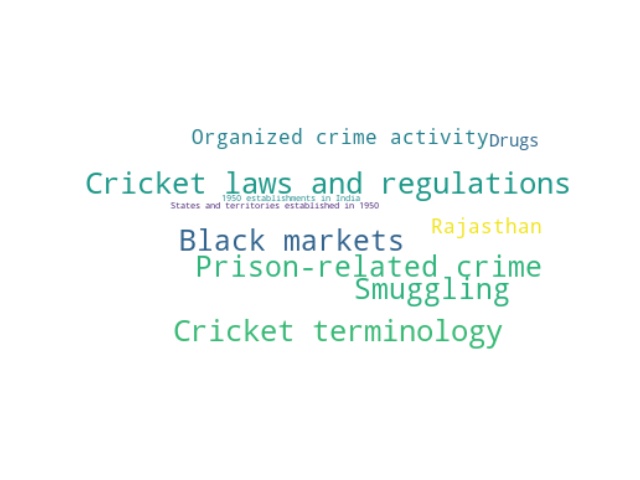 Organized crime activity
Drugs
Cricket laws and regulations
1950 establishments in India
States and territories established in 1950
Rajasthan
Black markets
Prison-related crime
Smuggling
Cricket terminology